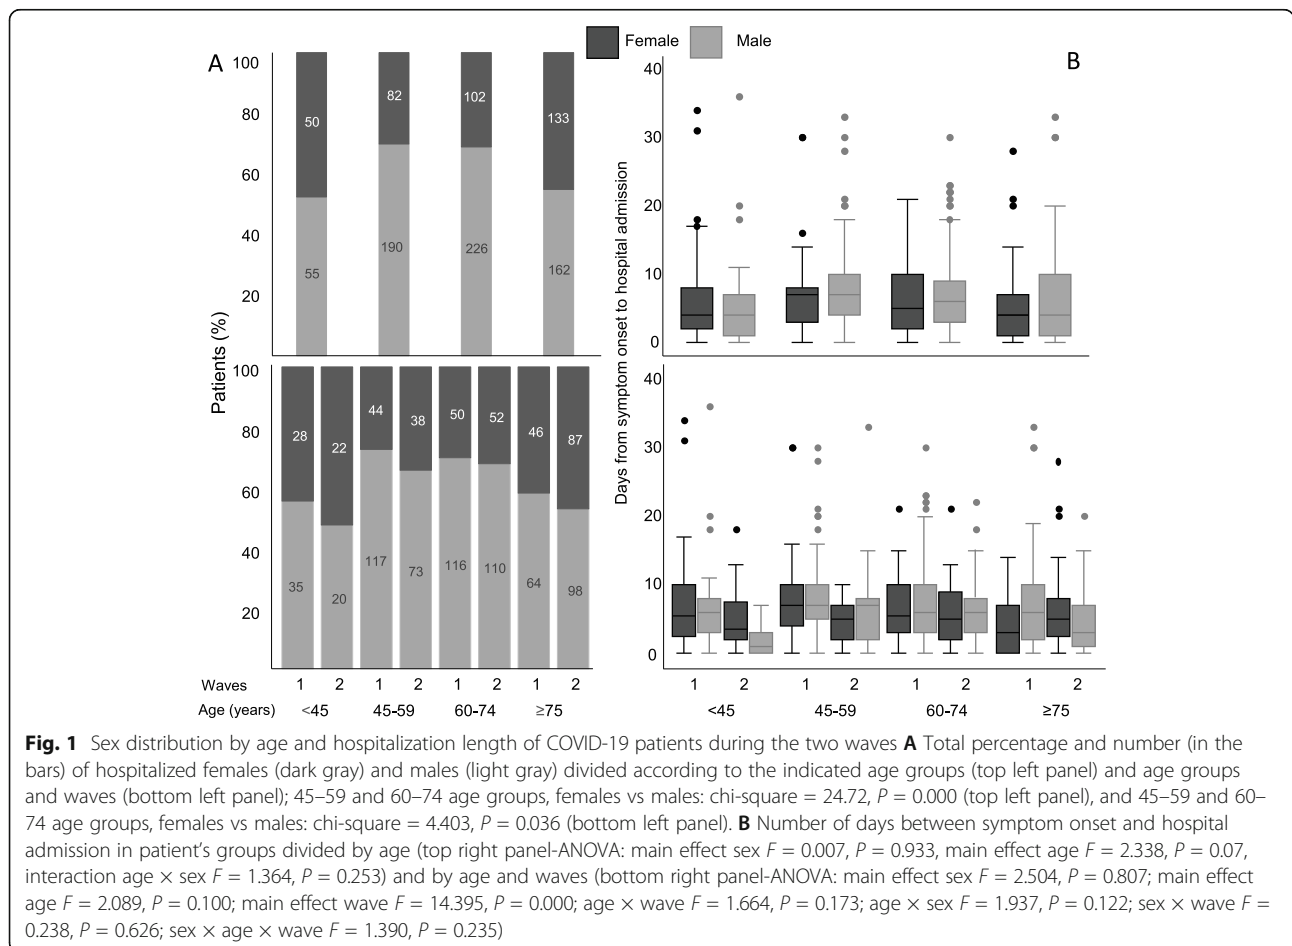 Female Male
A
100
80
60
40
20
50
82
102
133
55
190
226
162
Patients (%)
100
80
60
40
20
28
22
44
38
50
52
46
87
35
20
117
73
116
110
64
98
Waves 1 2 1 2 1 2 1 2
Age (years) <45 45-59 60-74 ≥75
B
Days from symptom onset to hospital admission
40
30
20
10
0
40
30
20
10
0
1 2 1 2 1 2 1 2
<45 45-59 60-74 ≥75
Fig. 1 Sex distribution by age and hospitalization length of COVID-19 patients during the two waves A Total percentage and number (in the
bars) of hospitalized females (dark gray) and males (light gray) divided according to the indicated age groups (top left panel) and age groups
and waves (bottom left panel); 45–59 and 60–74 age groups, females vs males: chi-square = 24.72, P = 0.000 (top left panel), and 45–59 and 60–
74 age groups, females vs males: chi-square = 4.403, P = 0.036 (bottom left panel). B Number of days between symptom onset and hospital
admission in patient's groups divided by age (top right panel-ANOVA: main effect sex F = 0.007, P = 0.933, main effect age F = 2.338, P = 0.07,
interaction age × sex F = 1.364, P = 0.253) and by age and waves (bottom right panel-ANOVA: main effect sex F = 2.504, P = 0.807; main effect
age F = 2.089, P = 0.100; main effect wave F = 14.395, P = 0.000; age × wave F = 1.664, P = 0.173; age × sex F = 1.937, P = 0.122; sex × wave F =
0.238, P = 0.626; sex × age × wave F = 1.390, P = 0.235)